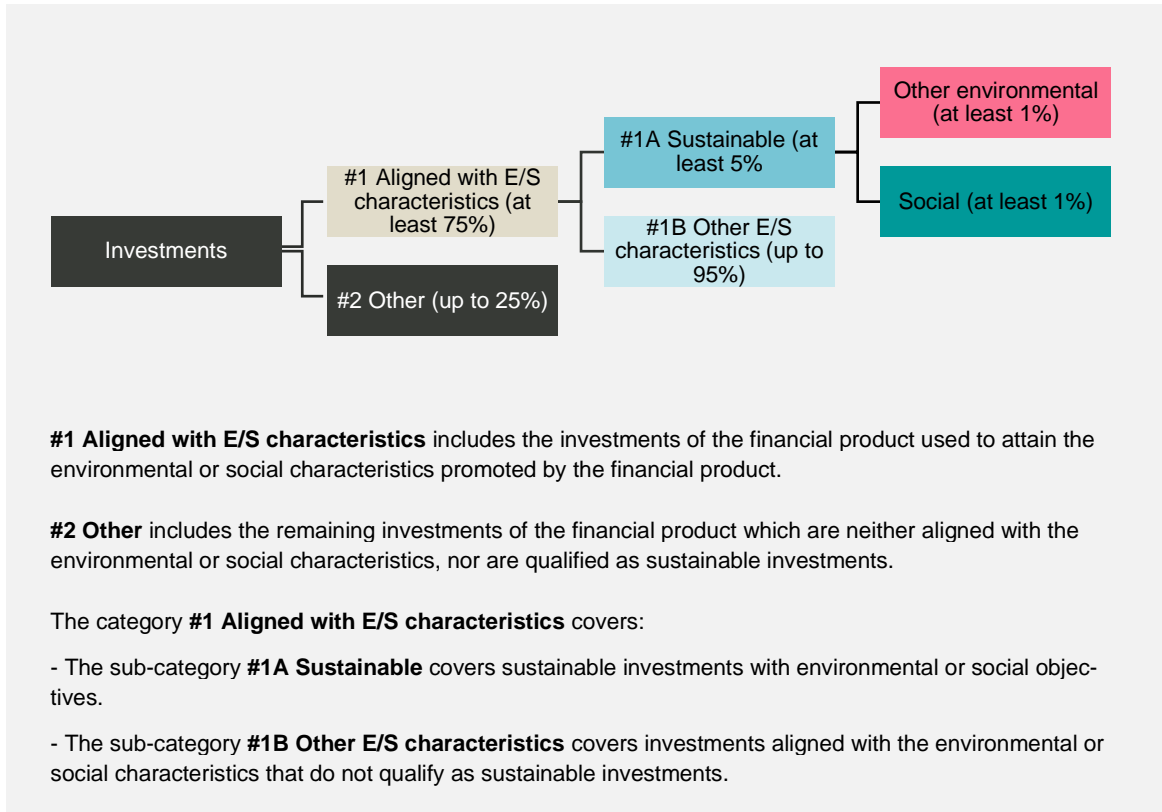 Other environmental
(at least 1%)
#1A Sustainable (at
least 5%
#1 Aligned with E/S
characteristics (at
least 75%)
Social (at least 1%)
#1B Other E/S
characteristics (up to
95%)
Investments
#2 Other (up to 25%)
#1 Aligned with E/S characteristics includes the investments of the financial product used to attain the
environmental or social characteristics promoted by the financial product.
#2 Other includes the remaining investments of the financial product which are neither aligned with the
environmental or social characteristics, nor are qualified as sustainable investments.
The category #1 Aligned with E/S characteristics covers:
- The sub-category #1A Sustainable covers sustainable investments with environmental or social objec-
tives.
- The sub-category #1B Other E/S characteristics covers investments aligned with the environmental or
social characteristics that do not qualify as sustainable investments.